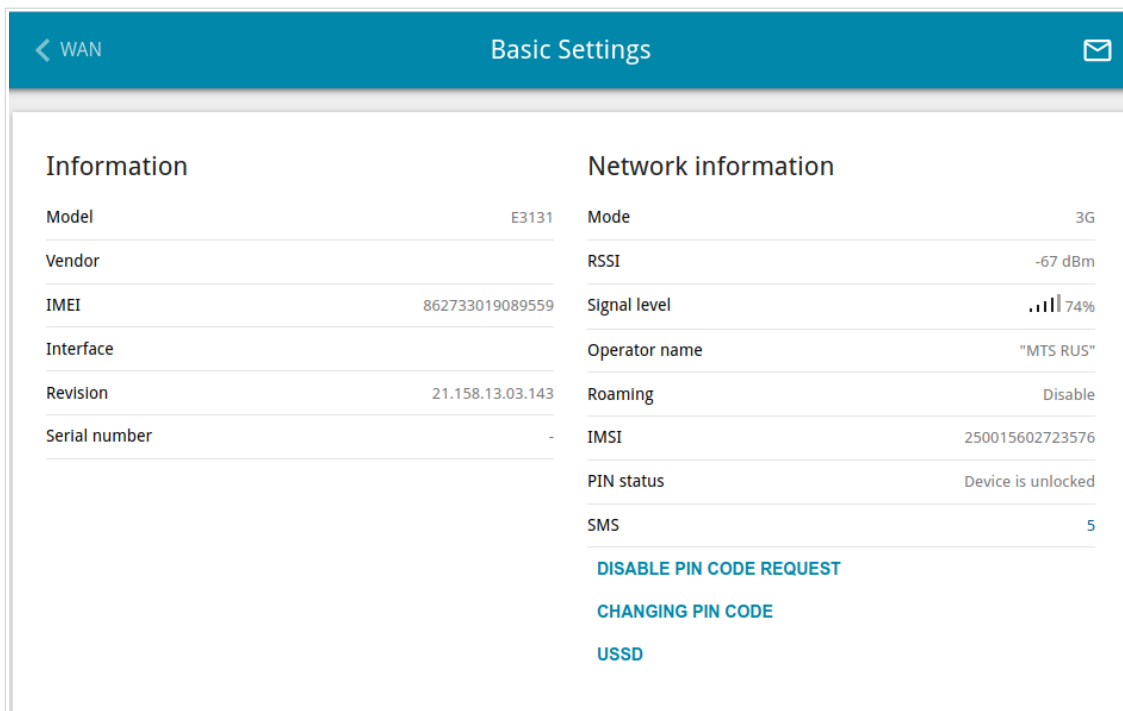 WAN
Basic Settings
Information
Model E3131
Vendor
IMEI 862733019089559
Interface
Revision 21.158.13.03.143
Serial number -
Network information
Mode 3G
RSSI -67 dBm
Signal level 74%
Operator name "MTS RUS"
Roaming Disable
IMSI 250015602723576
PIN status Device is unlocked
SMS 5
DISABLE PIN CODE REQUEST
CHANGING PIN CODE
USSD